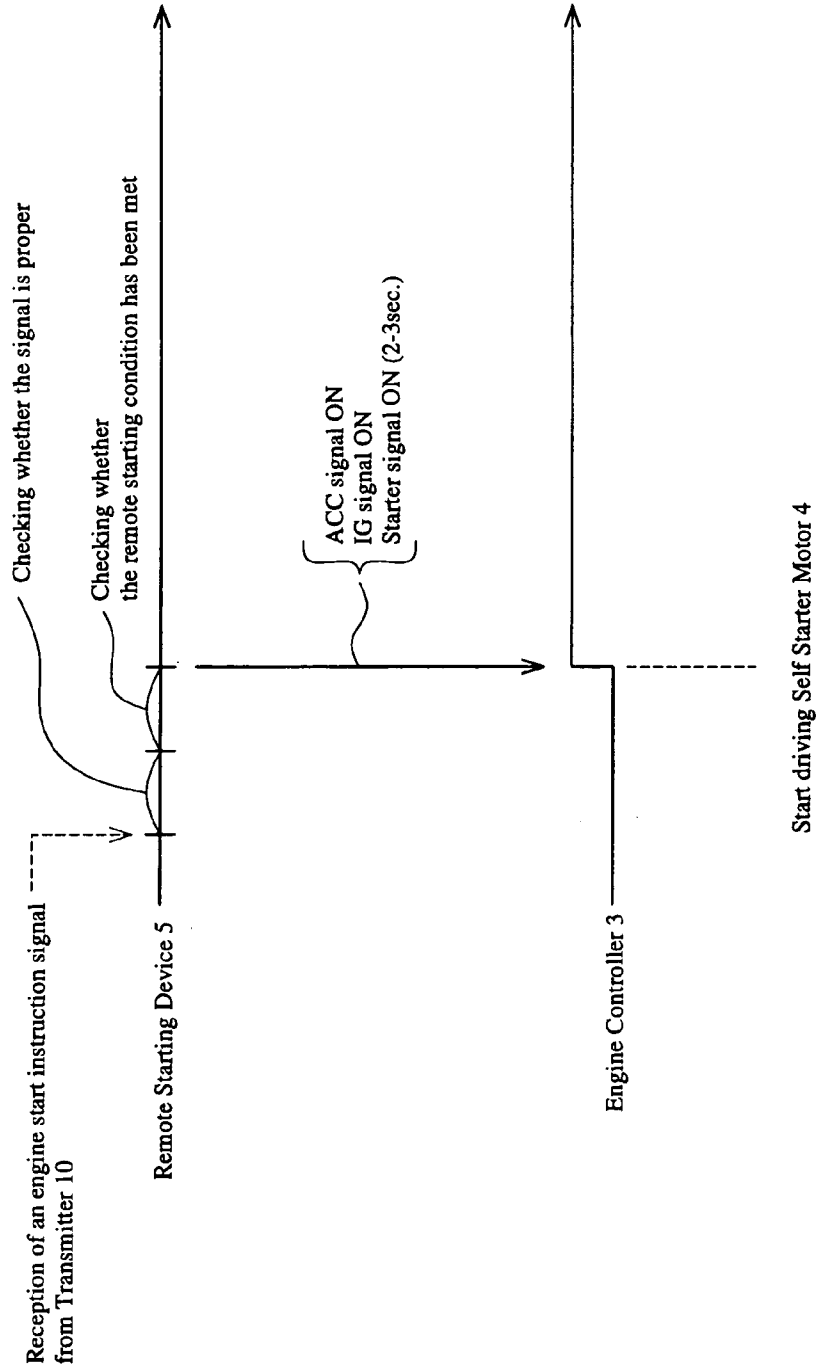 Reception of an engine start instruction signal
from Transmitter 10
Checking whether the signal is proper
Checking whether
the remote starting condition has been met
Remote Starting Device 5
ACC signal ON
IG signal ON
Starter signal ON (2-3sec.)
Engine Controller 3
Start driving Self Starter Motor 4